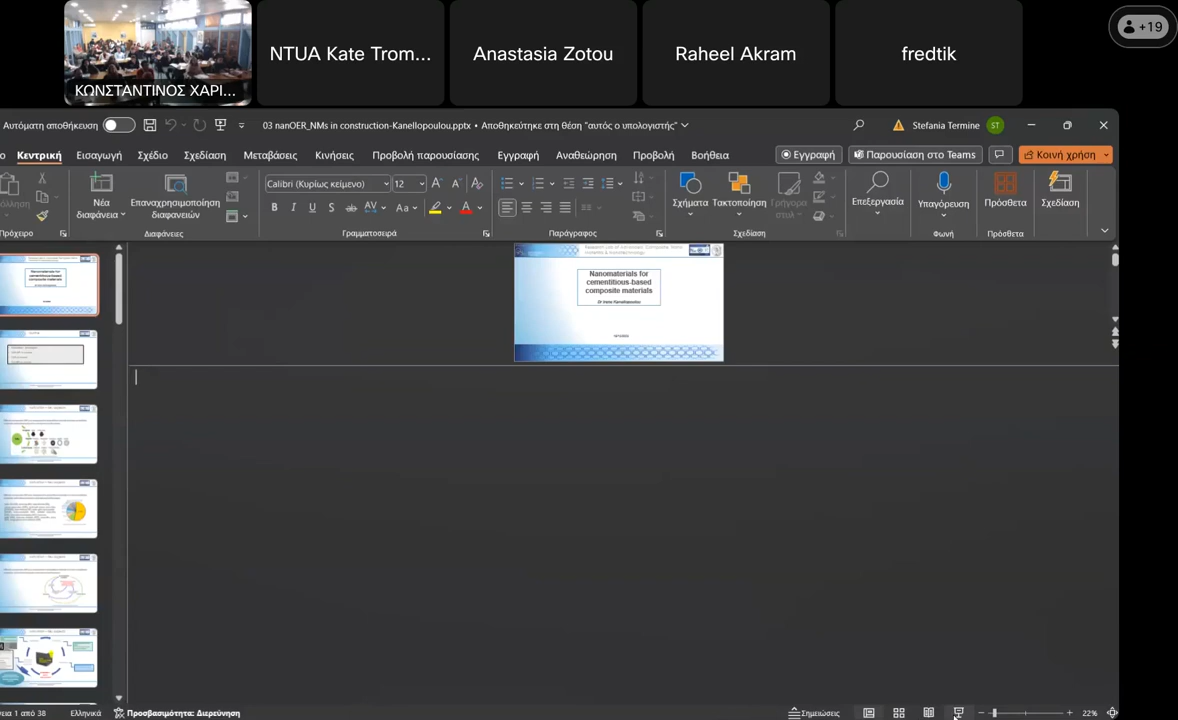 ΚΩΝΣΤΑΝΤΙΝΟΣ ΧΑΡΙ...
NTUA Kate Trom...
Anastasia Zotou
Raheel Akram
fredtik
+19
Αυτόματη αποθήκευση
03 nanOER_NMs in construction-Kanellopoulou.pptx • Αποθηκεύτηκε στη θέση "αυτός ο υπολογιστής"
Stefania Termine
ST
Κεντρική
Εισαγωγή
Σχέδιο
Σχεδίαση
Μεταβάσεις
Κινήσεις
Προβολή παρουσίασης
Εγγραφή
Αναθεώρηση
Προβολή
Βοήθεια
Εγγραφή
Παρουσίαση στο Teams
Κοινή χρήση
Νέα
διαφάνεια
Επαναχρησιμοποίηση
διαφανειών
Calibri (Κυρίως κείμενο)
12
Σχήματα
Τακτοποίηση
Γρήγορα
στυλ
Επεξεργασία
Υπαγόρευση
Πρόσθετα
Σχεδίαση
Πρόχειρο
Διαφάνειες
Γραμματοσειρά
Παράγραφος
Σχεδίαση
Φωνή
Πρόσθετα
Nanomaterials for
cementitious-based
composite materials
Ελληνικά
Προσβασιμότητα: Διερεύνηση
Σημειώσεις
22%